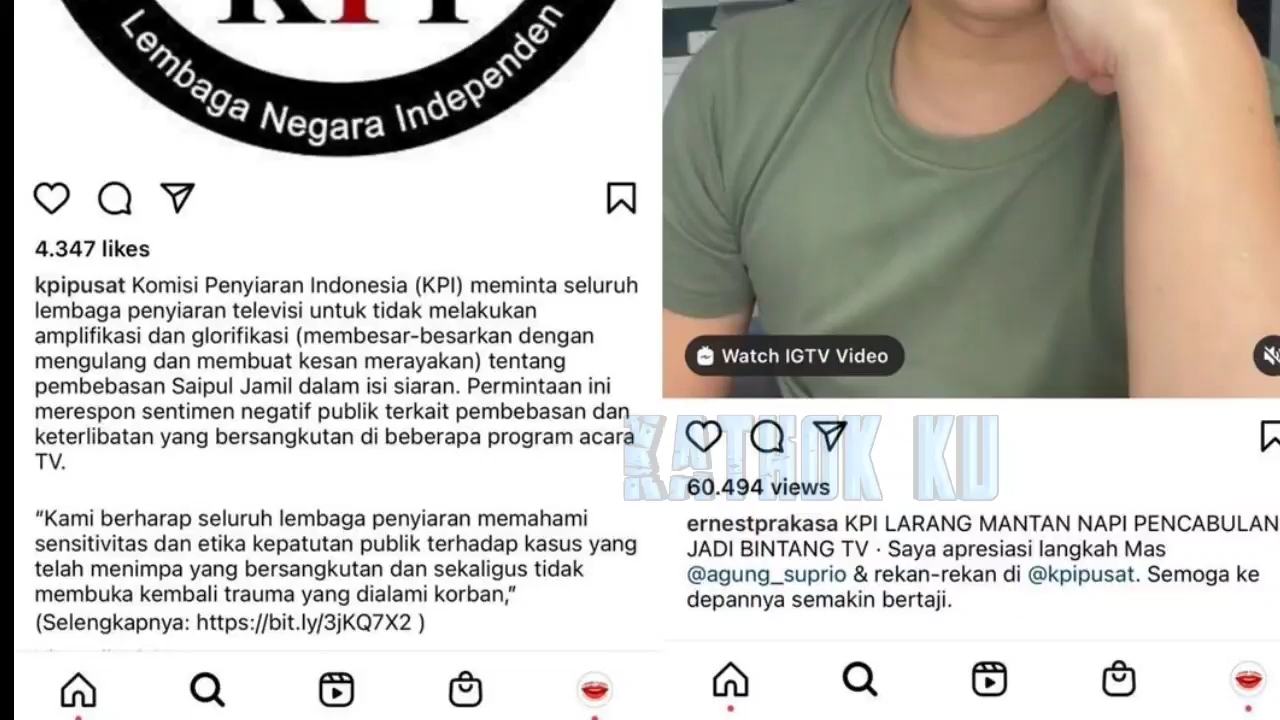 KPI
Lembaga Negara Independen
4.347 likes
kpipusat Komisi Penyiaran Indonesia (KPI) meminta seluruh
lembaga penyiaran televisi untuk tidak melakukan
amplifikasi dan glorifikasi (membesar-besarkan dengan
mengulang dan membuat kesan merayakan) tentang
pembebasan Saipul Jamil dalam isi siaran. Permintaan ini
merespon sentimen negatif publik terkait pembebasan dan
keterlibatan yang bersangkutan di beberapa program acara
TV.
“Kami berharap seluruh lembaga penyiaran memahami
sensitivitas dan etika kepatutan publik terhadap kasus yang
telah menimpa yang bersangkutan dan sekaligus tidak
membuka kembali trauma yang dialami korban,”
(Selengkapnya: https://bit.ly/3jKQ7X2 )
Watch IGTV Video
KATHOK KU
60.494 views
ernestprakasa KPI LARANG MANTAN NAPI PENCABULAN
JADI BINTANG TV · Saya apresiasi langkah Mas
@agung_suprio & rekan-rekan di @kpipusat. Semoga ke
depannya semakin bertaji.